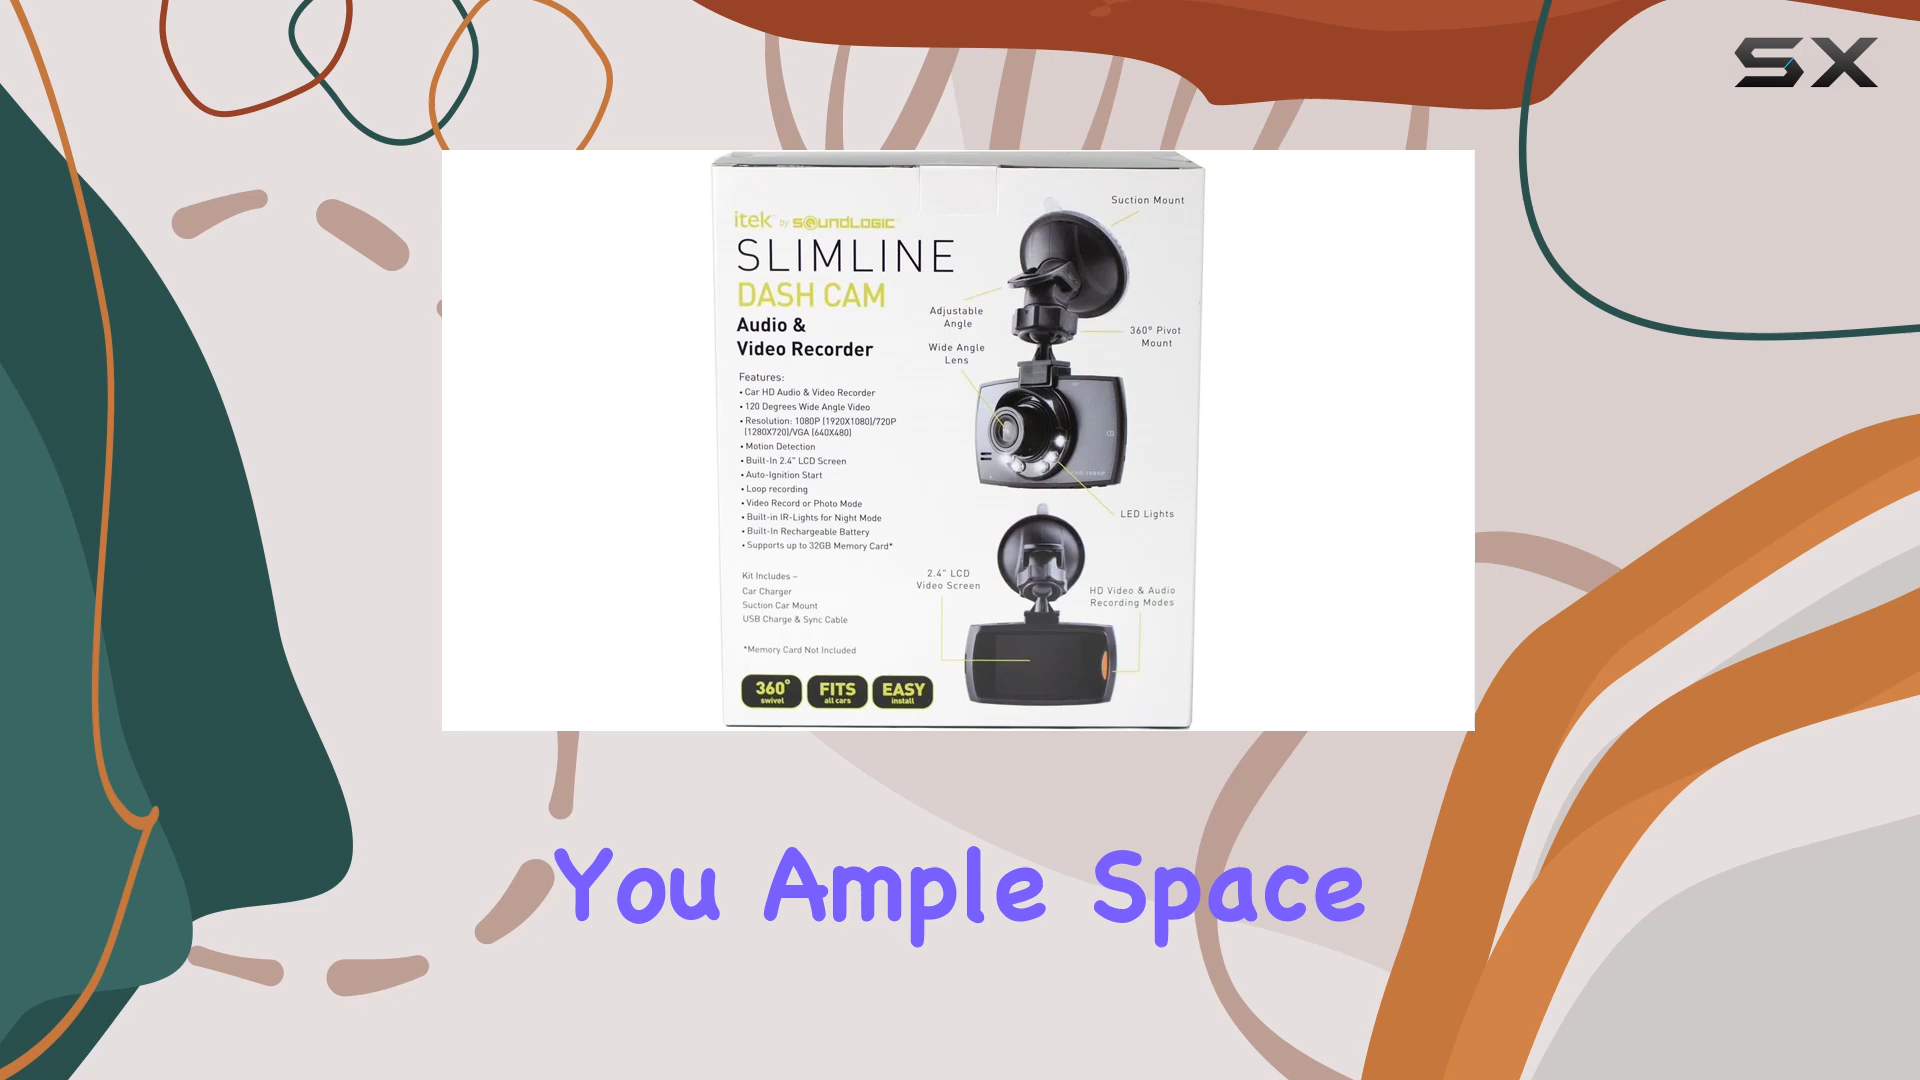 SX
Suction Mount
itek by SOUNDLOGIC
SLIMLINE
DASH CAM
Audio &
Video Recorder
Adjustable
Angle
360° Pivot
Mount
Wide Angle
Lens
Features:
• Car HD Audio & Video Recorder
• 120 Degrees Wide Angle Video
• Resolution: 1080P (1920X1080)/720P
(1280X720)/VGA (640X480)
• Motion Detection
• Built-In 2.4" LCD Screen
• Auto-Ignition Start
• Loop recording
• Video Record or Photo Mode
• Built-in IR-Lights for Night Mode
• Built-In Rechargeable Battery
• Supports up to 32GB Memory Card*
LED Lights
2.4" LCD
Video Screen
HD Video & Audio
Recording Modes
Kit Includes –
Car Charger
Suction Car Mount
USB Charge & Sync Cable
*Memory Card Not Included
360° swivel
FITS all cars
EASY install
You Ample Space